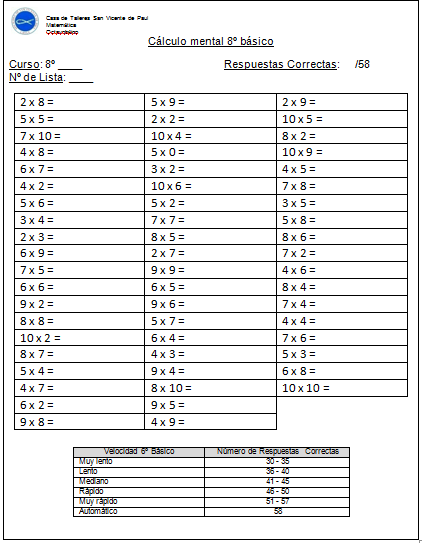 Casa de Talleres San Vicente de Paul
Matemática
Octavo básico
Cálculo mental 8º básico
Curso: 8º ____ Respuestas Correctas: /58
Nº de Lista: ____
2 x 8 = 5 x 9 = 2 x 9 =
5 x 5 = 2 x 2 = 10 x 5 =
7 x 10 = 10 x 4 = 8 x 2 =
4 x 8 = 5 x 0 = 10 x 9 =
6 x 7 = 3 x 2 = 4 x 5 =
4 x 2 = 10 x 6 = 7 x 8 =
5 x 6 = 5 x 2 = 3 x 5 =
3 x 4 = 7 x 7 = 5 x 8 =
2 x 3 = 8 x 5 = 8 x 6 =
6 x 9 = 2 x 7 = 7 x 2 =
7 x 5 = 9 x 9 = 4 x 6 =
6 x 6 = 6 x 5 = 8 x 4 =
9 x 2 = 9 x 6 = 7 x 4 =
8 x 8 = 5 x 7 = 4 x 4 =
10 x 2 = 6 x 4 = 7 x 6 =
8 x 7 = 4 x 3 = 5 x 3 =
5 x 4 = 9 x 4 = 6 x 8 =
4 x 7 = 8 x 10 = 10 x 10 =
6 x 2 = 9 x 5 =
9 x 8 = 4 x 9 =
Velocidad 6º Básico Número de Respuestas Correctas
Muy lento 30 - 35
Lento 36 - 40
Mediano 41 - 45
Rápido 46 - 50
Muy rápido 51 - 57
Automático 58